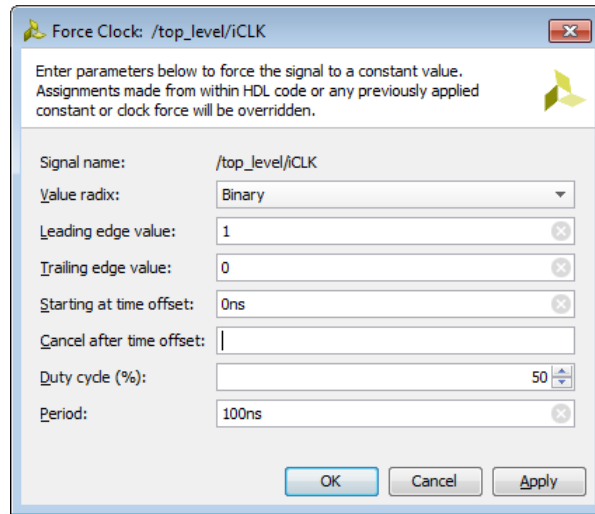 Force Clock: /top_level/iCLK
Enter parameters below to force the signal to a constant value.
Assignments made from within HDL code or any previously applied
constant or clock force will be overridden.
Signal name: /top_level/iCLK
Value radix: Binary
Leading edge value: 1
Trailing edge value: 0
Starting at time offset: 0ns
Cancel after time offset:
Duty cycle (%): 50
Period: 100ns
OK Cancel Apply